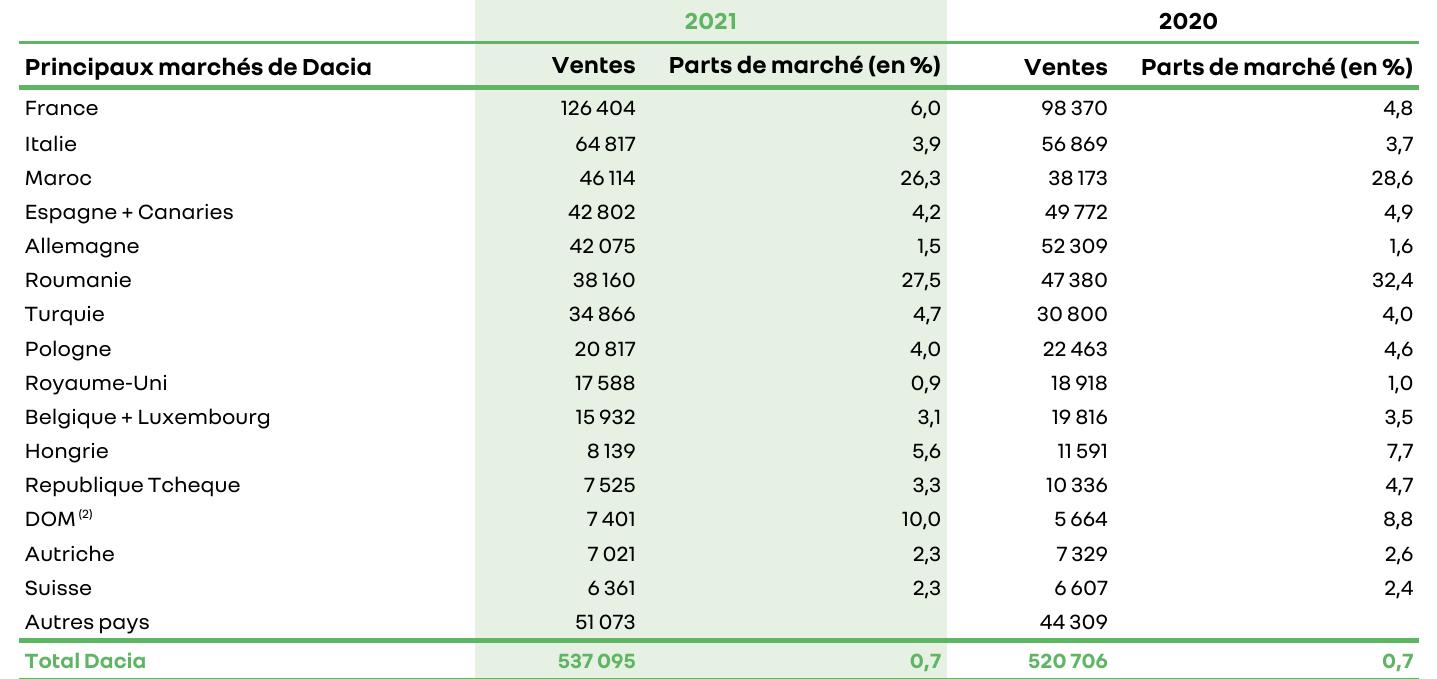 2021 2020
Principaux marchés de Dacia Ventes Parts de marché (en %) Ventes Parts de marché (en %)
France 126 404 6,0 98 370 4,8
Italie 64 817 3,9 56 869 3,7
Maroc 46 114 26,3 38 173 28,6
Espagne + Canaries 42 802 4,2 49 772 4,9
Allemagne 42 075 1,5 52 309 1,6
Roumanie 38 160 27,5 47 380 32,4
Turquie 34 866 4,7 30 800 4,0
Pologne 20 817 4,0 22 463 4,6
Royaume-Uni 17 588 0,9 18 918 1,0
Belgique + Luxembourg 15 932 3,1 19 816 3,5
Hongrie 8 139 5,6 11 591 7,7
Republique Tcheque 7 525 3,3 10 336 4,7
DOM (2) 7 401 10,0 5 664 8,8
Autriche 7 021 2,3 7 329 2,6
Suisse 6 361 2,3 6 607 2,4
Autres pays 51 073 44 309
Total Dacia 537 095 0,7 520 706 0,7